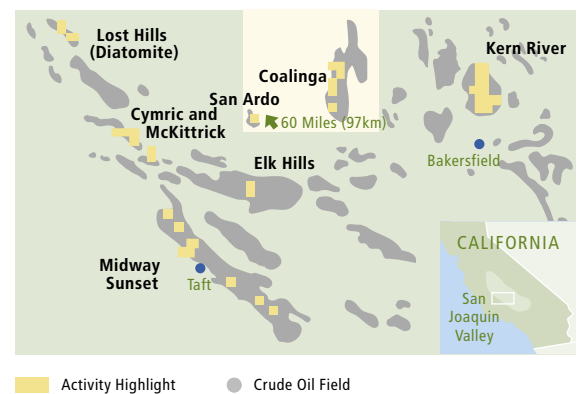 Lost Hills
(Diatomite)
Coalinga
San Ardo
60 Miles (97km)
Kern River
Cymric and
McKittrick
Bakersfield
Elk Hills
Midway
Sunset
Taft
CALIFORNIA
San
Joaquin
Valley
Activity Highlight
Crude Oil Field